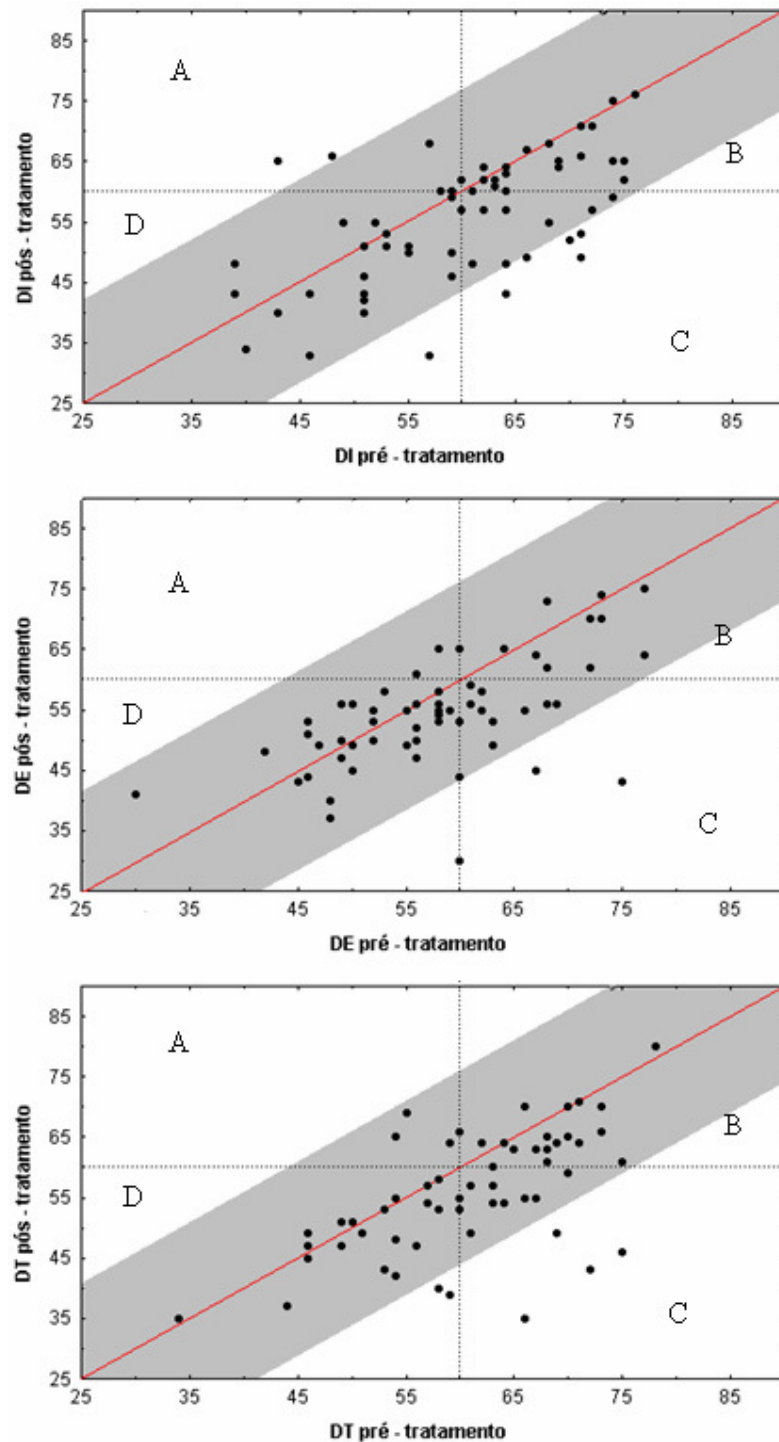 85
A
75
B
65
D
55
45
C
35
25
25 35 45 55 65 75 85
DI pós - tratamento
DI pré - tratamento
85
A
75
B
65
D
55
45
C
35
25
25 35 45 55 65 75 85
DE pós - tratamento
DE pré - tratamento
85
A
75
B
65
D
55
45
C
35
25
25 35 45 55 65 75 85
DT pós - tratamento
DT pré - tratamento